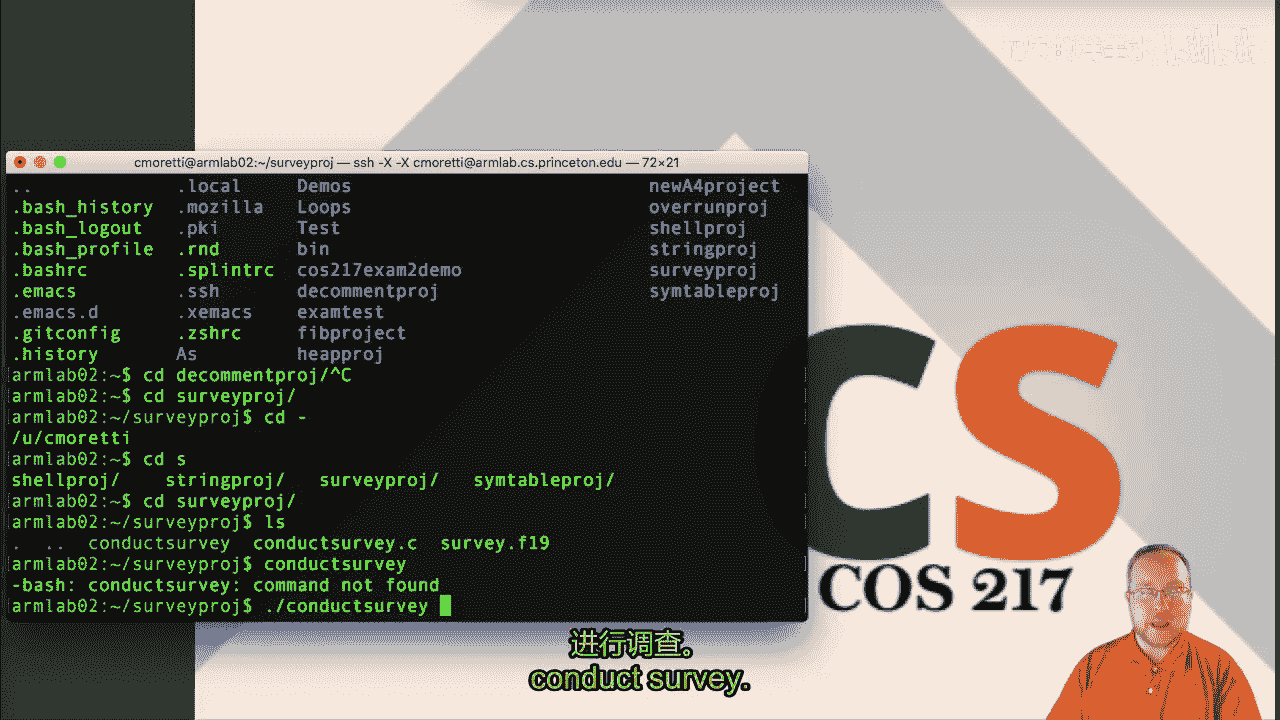 cmoretti@armlab02:~/surveyproj — ssh -X -X cmoretti@armlab.cs.princeton.edu — 72×21
.. .local Demos newA4project
.bash_history .mozilla Loops overrunproj
.bash_logout .pki Test shellproj
.bash_profile .rnd bin stringproj
.bashrc .splintrc cos217exam2demo surveyproj
.emacs .ssh decommentproj symtableproj
.emacs.d .xemacs examtest
.gitconfig .zshrc fibproject
.history As heapproj
armlab02:~$ cd decommentproj/^C
armlab02:~$ cd surveyproj/
armlab02:~/surveyproj$ cd -
/u/cmoretti
armlab02:~$ cd s
shellproj/ stringproj/ surveyproj/ symtableproj/
armlab02:~$ cd surveyproj/
armlab02:~/surveyproj$ ls
. .. conductsurvey conductsurvey.c survey.f19
armlab02:~/surveyproj$ conductsurvey
-bash: conductsurvey: command not found
armlab02:~/surveyproj$ ./conductsurvey
CS
COS 217
进行调查。
conduct survey.